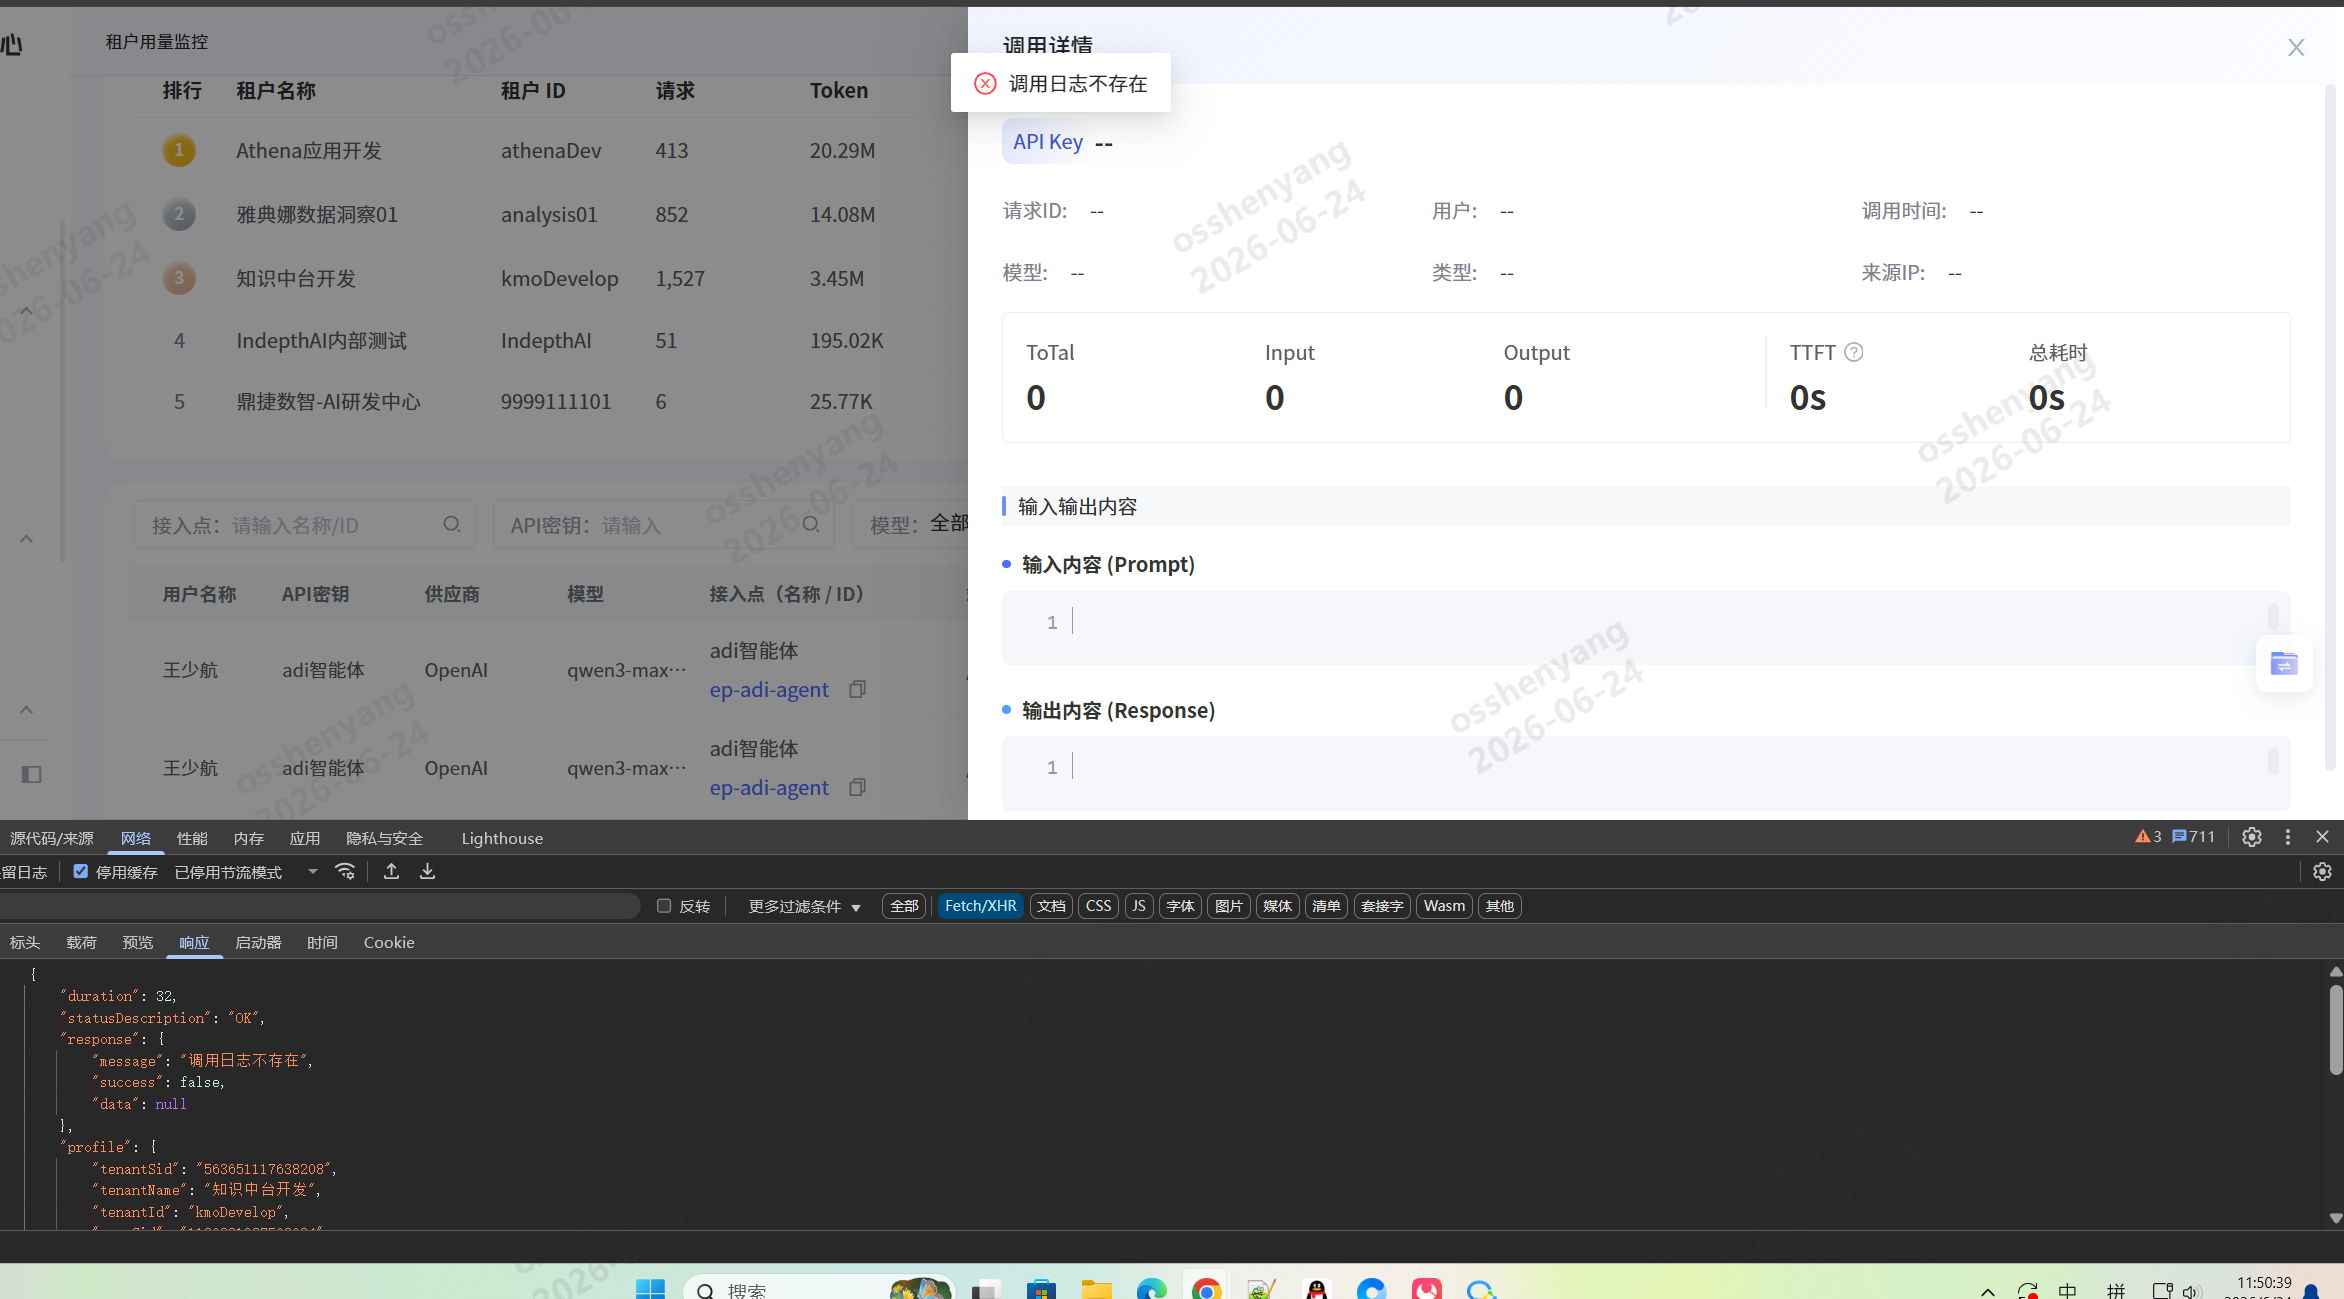 心
租户用量监控
排行 租户名称 租户 ID 请求 Token
1 Athena应用开发 athenaDev 413 20.29M
2 雅典娜数据洞察01 analysis01 852 14.08M
3 知识中台开发 kmoDevelop 1,527 3.45M
4 IndepthAI内部测试 IndepthAI 51 195.02K
5 鼎捷数智-AI研发中心 9999111101 6 25.77K
接入点: 请输入名称/ID API密钥: 请输入 模型: 全部
用户名称 API密钥 供应商 模型 接入点（名称 / ID）
王少航 adi智能体 OpenAI qwen3-max··· adi智能体
ep-adi-agent
王少航 adi智能体 OpenAI qwen3-max··· adi智能体
ep-adi-agent
调用详情
调用日志不存在
API Key --
请求ID: -- 用户: -- 调用时间: --
模型: -- 类型: -- 来源IP: --
ToTal Input Output TTFT 总耗时
0 0 0 0s 0s
输入输出内容
输入内容 (Prompt)
1
输出内容 (Response)
1
osshenyang
2026-06-24
源代码/来源 网络 性能 内存 应用 隐私与安全 Lighthouse 3 711
留日志 停用缓存 已停用节流模式
反转 更多过滤条件 全部 Fetch/XHR 文档 CSS JS 字体 图片 媒体 清单 套接字 Wasm 其他
标头 载荷 预览 响应 启动器 时间 Cookie
{
"duration": 32,
"statusDescription": "OK",
"response": {
"message": "调用日志不存在",
"success": false,
"data": null
},
"profile": {
"tenantSid": "563651117638208",
"tenantName": "知识中台开发",
"tenantId": "kmoDevelop",
搜索
中 拼 11:50:39